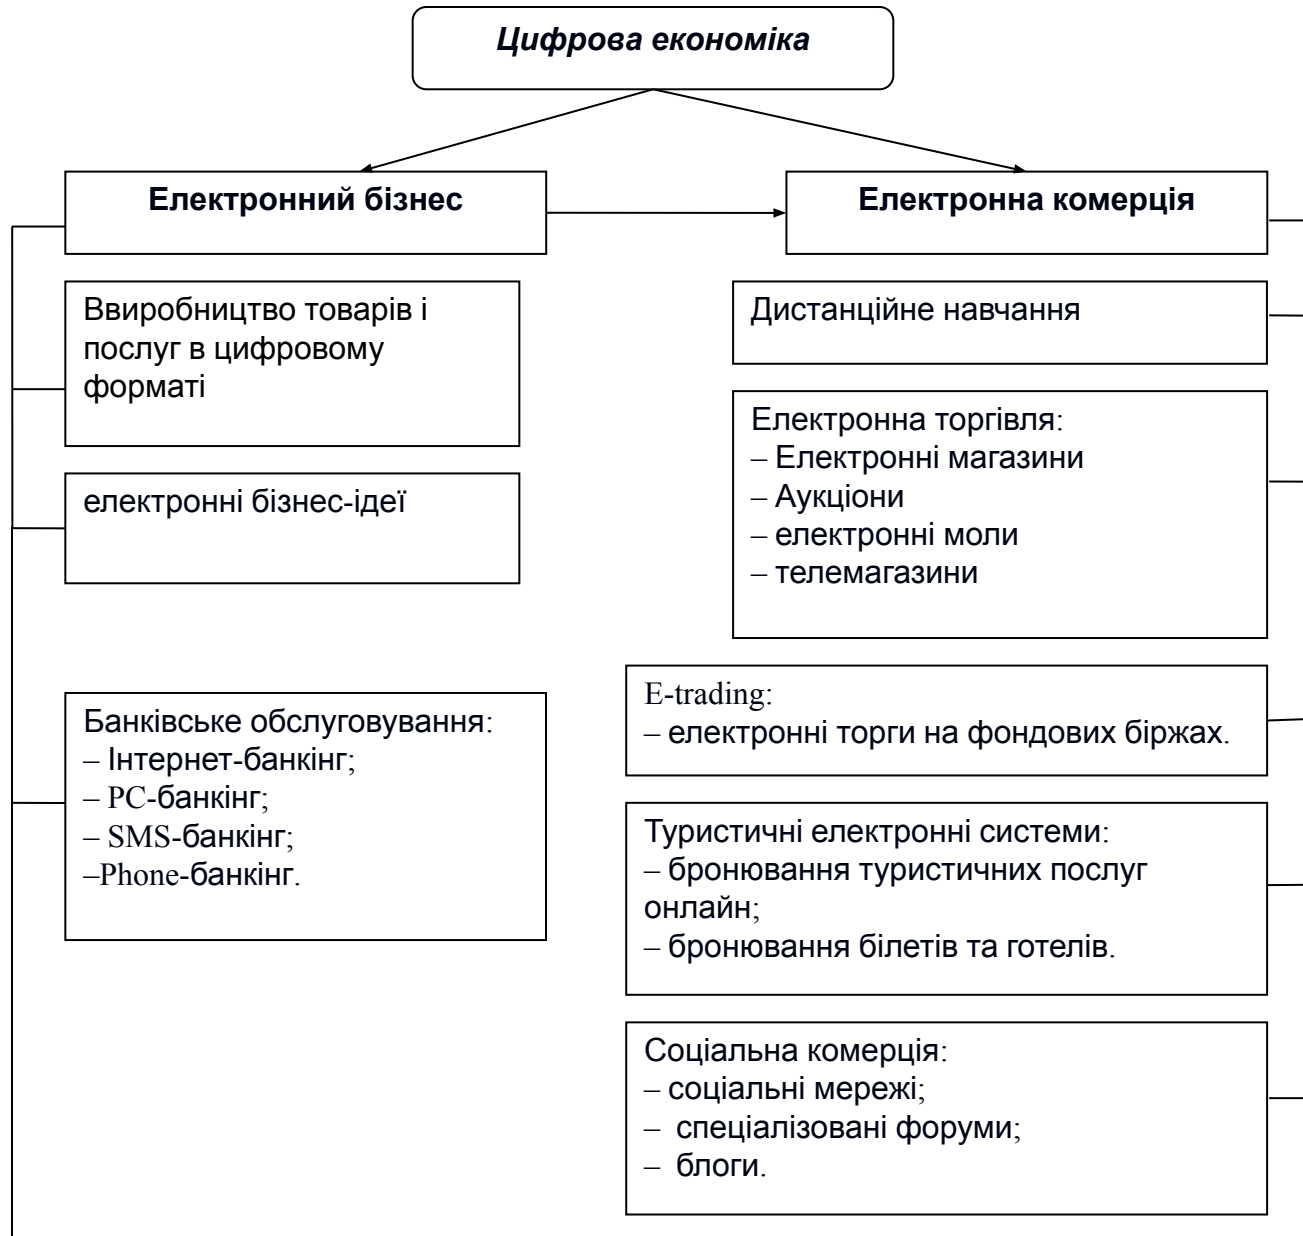 Цифрова економіка
Електронний бізнес
Електронна комерція
Ввиробництво товарів і
послуг в цифровому
форматі
електронні бізнес-ідеї
Банківське обслуговування:
– Інтернет-банкінг;
– PC-банкінг;
– SMS-банкінг;
–Phone-банкінг.
Дистанційне навчання
Електронна торгівля:
– Електронні магазини
– Аукціони
– електронні моли
– телемагазини
E-trading:
– електронні торги на фондових біржах.
Туристичні електронні системи:
– бронювання туристичних послуг
онлайн;
– бронювання білетів та готелів.
Соціальна комерція:
– соціальні мережі;
– спеціалізовані форуми;
– блоги.